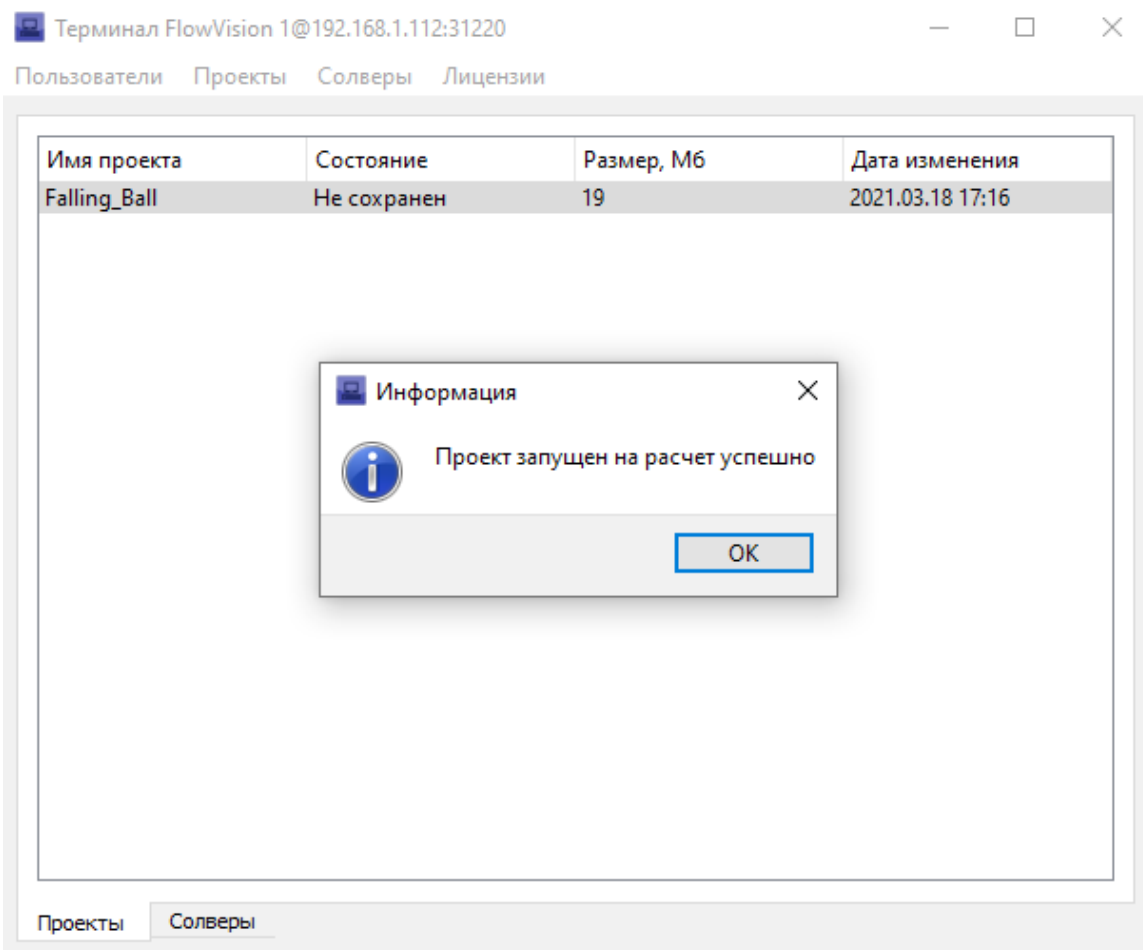 Терминал FlowVision 1@192.168.1.112:31220
Пользователи Проекты Солверы Лицензии
Имя проекта Состояние Размер, Мб Дата изменения
Falling_Ball Не сохранен 19 2021.03.18 17:16
Информация
Проект запущен на расчет успешно
OK
Проекты Солверы